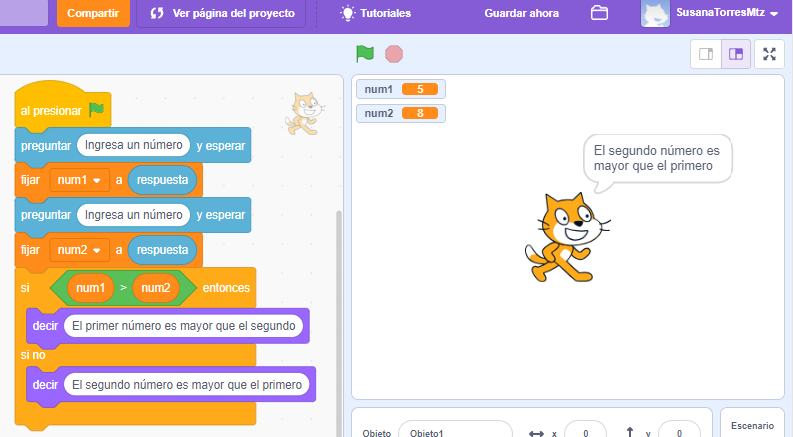 Compartir
Ver página del proyecto
Tutoriales
Guardar ahora
SusanaTorresMtz
al presionar
preguntar Ingresa un número y esperar
fijar num1 a respuesta
preguntar Ingresa un número y esperar
fijar num2 a respuesta
si num1 > num2 entonces
decir El primer número es mayor que el segundo
si no
decir El segundo número es mayor que el primero
num1 5
num2 8
El segundo número es
mayor que el primero
Objeto Objeto1 x 0 y 0
Escenario